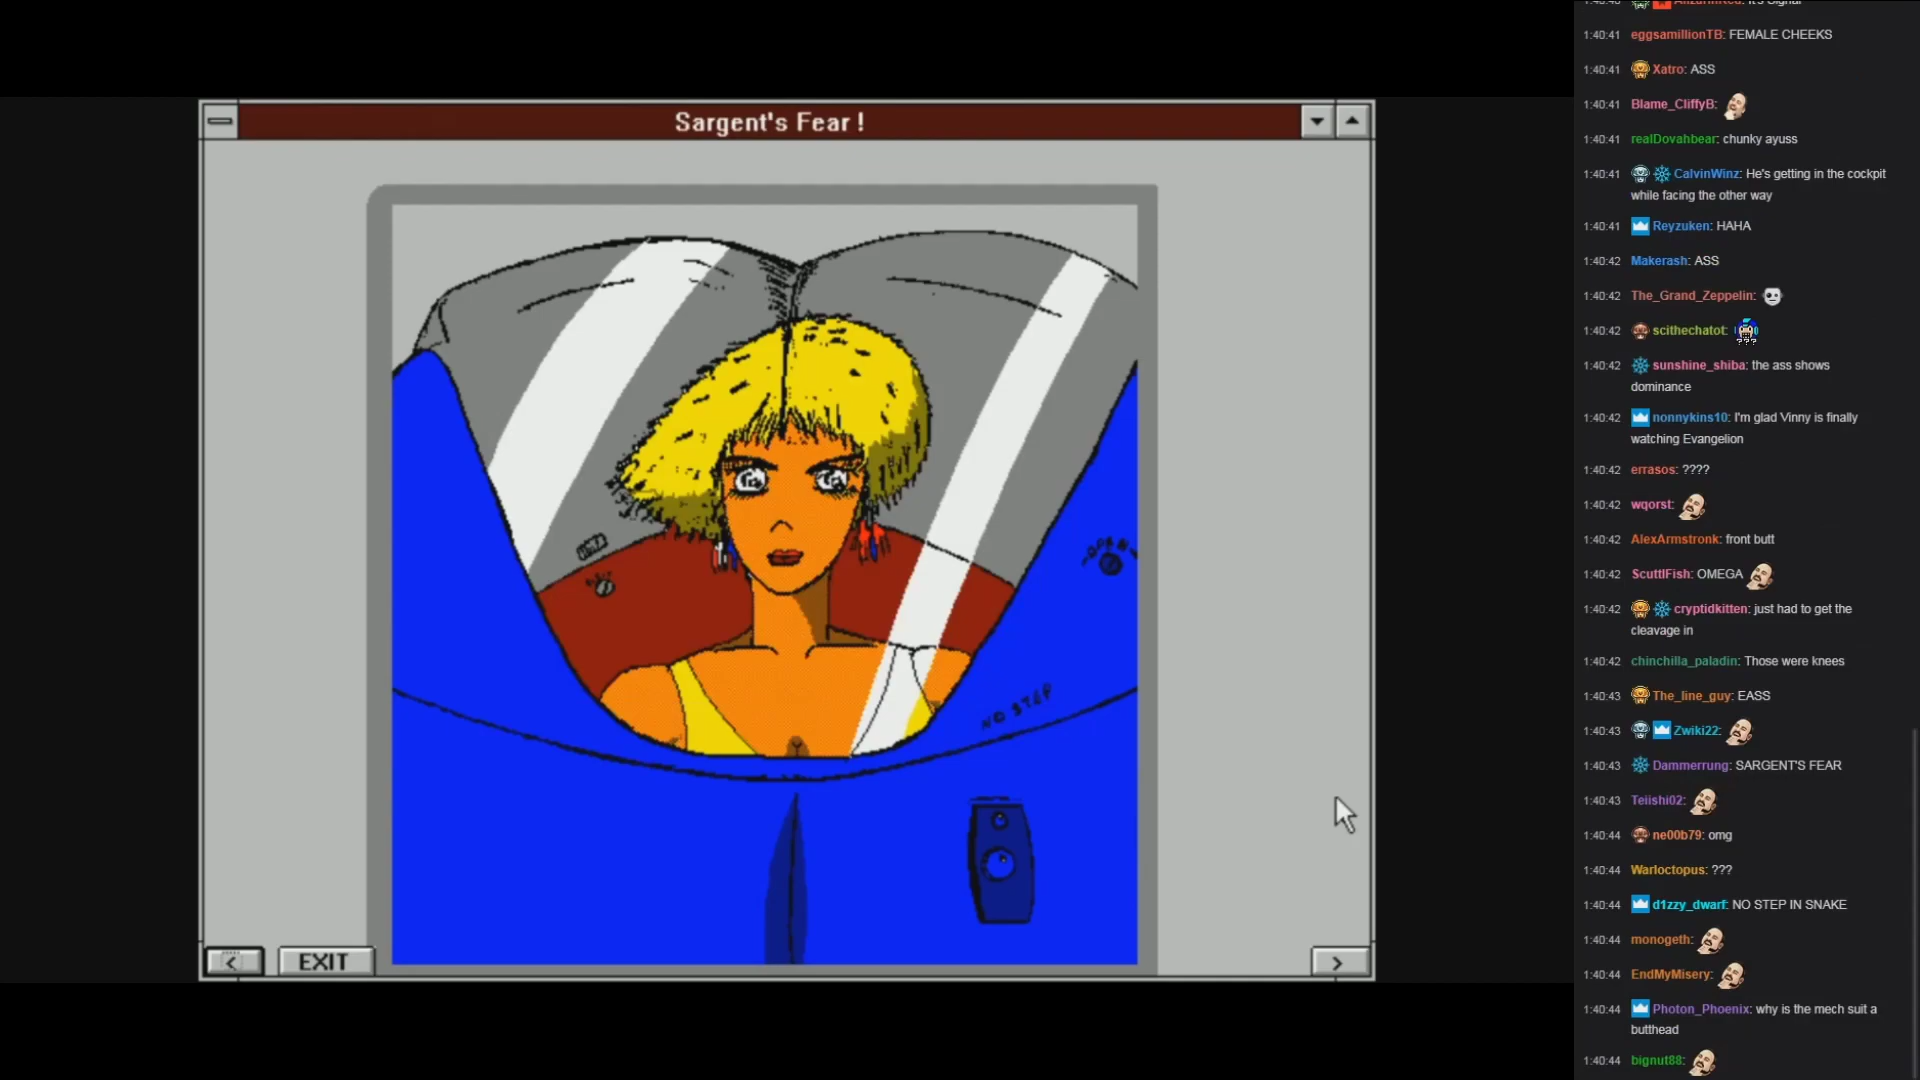 Sargent's Fear !
OPEN
NO STEP
EXIT
1:40:41 eggsamillionTB: FEMALE CHEEKS
1:40:41 Xatro: ASS
1:40:41 Blame_CliffyB:
1:40:41 realDovahbear: chunky ayuss
1:40:41 CalvinWinz: He's getting in the cockpit
while facing the other way
1:40:41 Reyzuken: HAHA
1:40:42 Makerash: ASS
1:40:42 The_Grand_Zeppelin:
1:40:42 scithechatot:
1:40:42 sunshine_shiba: the ass shows
dominance
1:40:42 nonnykins10: I'm glad Vinny is finally
watching Evangelion
1:40:42 errasos: ????
1:40:42 wqorst:
1:40:42 AlexArmstronk: front butt
1:40:42 ScuttlFish: OMEGA
1:40:42 cryptidkitten: just had to get the
cleavage in
1:40:42 chinchilla_paladin: Those were knees
1:40:43 The_line_guy: EASS
1:40:43 Zwiki22:
1:40:43 Dammerrung: SARGENT'S FEAR
1:40:43 Teiishi02:
1:40:44 ne00b79: omg
1:40:44 Warloctopus: ???
1:40:44 d1zzy_dwarf: NO STEP IN SNAKE
1:40:44 monogeth:
1:40:44 EndMyMisery:
1:40:44 Photon_Phoenix: why is the mech suit a
butthead
1:40:44 bignut88: